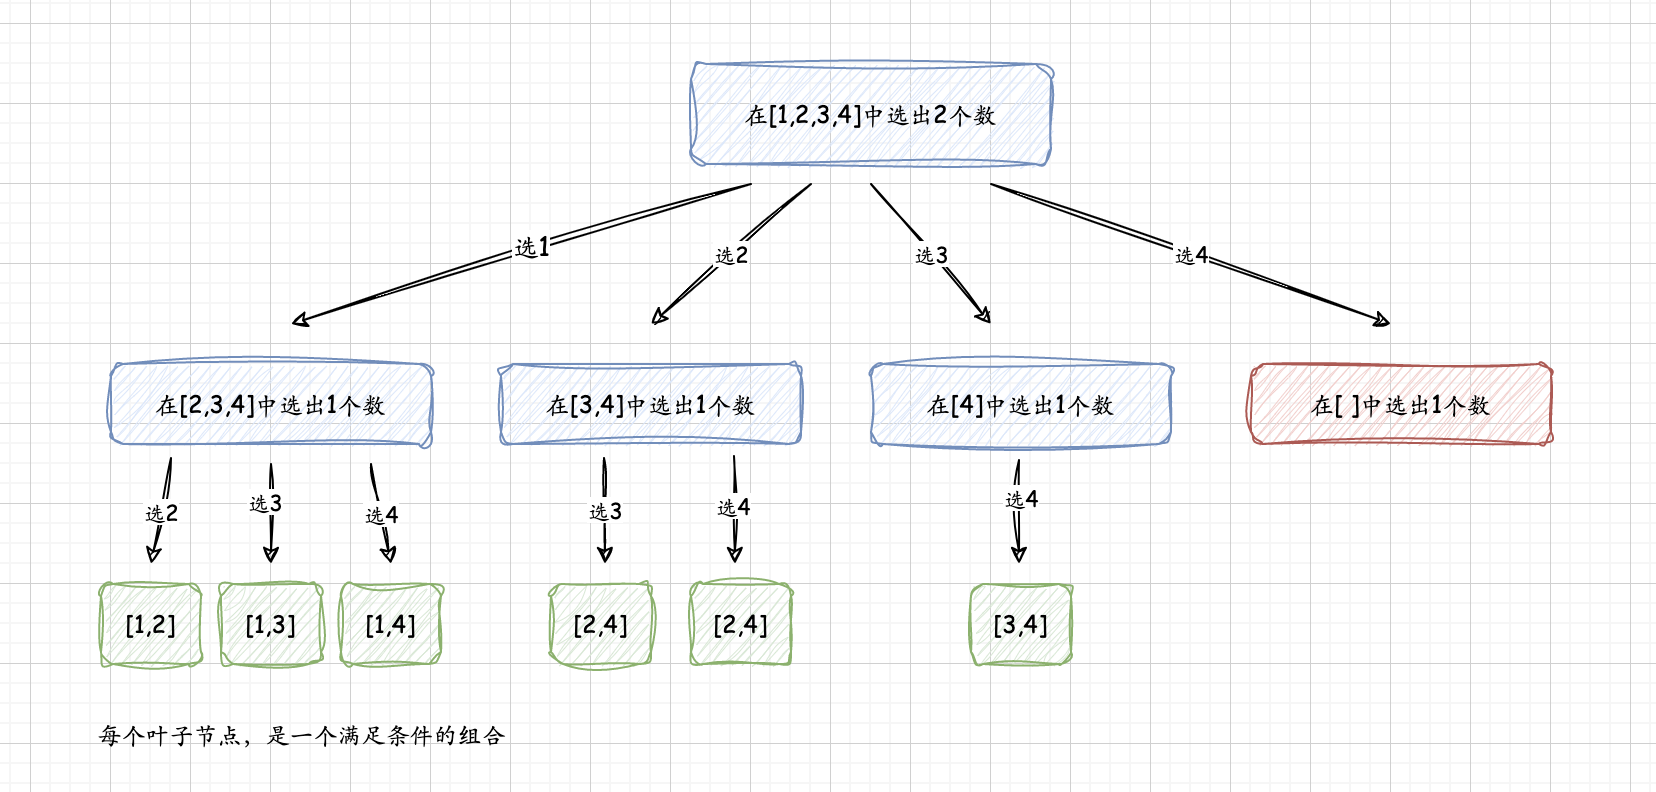 在[1,2,3,4]中选出2个数
选1
选2
选3
选4
在[2,3,4]中选出1个数
在[3,4]中选出1个数
在[4]中选出1个数
在[ ]中选出1个数
选2
选3
选4
选3
选4
选4
[1,2]
[1,3]
[1,4]
[2,4]
[2,4]
[3,4]
每个叶子节点，是一个满足条件的组合